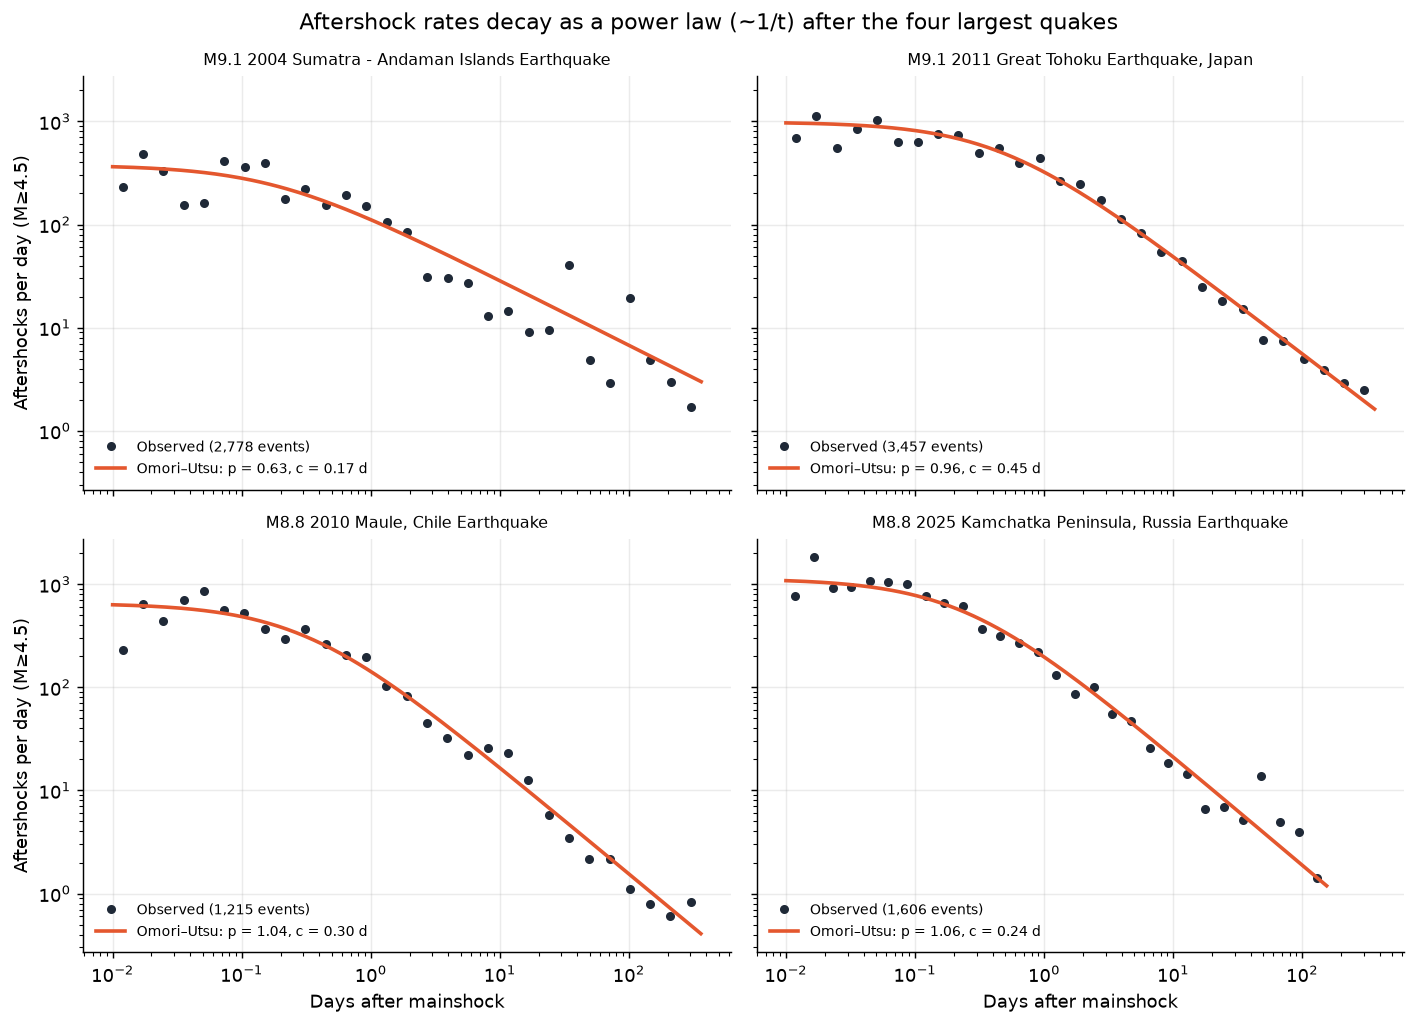 Aftershock rates decay as a power law (~1/t) after the four largest quakes
M9.1 2004 Sumatra - Andaman Islands Earthquake
Aftershocks per day (M≥4.5)
10³
10²
10¹
10⁰
Observed (2,778 events)
Omori–Utsu: p = 0.63, c = 0.17 d
M9.1 2011 Great Tohoku Earthquake, Japan
Observed (3,457 events)
Omori–Utsu: p = 0.96, c = 0.45 d
M8.8 2010 Maule, Chile Earthquake
Aftershocks per day (M≥4.5)
10³
10²
10¹
10⁰
Observed (1,215 events)
Omori–Utsu: p = 1.04, c = 0.30 d
10⁻² 10⁻¹ 10⁰ 10¹ 10²
Days after mainshock
M8.8 2025 Kamchatka Peninsula, Russia Earthquake
Observed (1,606 events)
Omori–Utsu: p = 1.06, c = 0.24 d
10⁻² 10⁻¹ 10⁰ 10¹ 10²
Days after mainshock